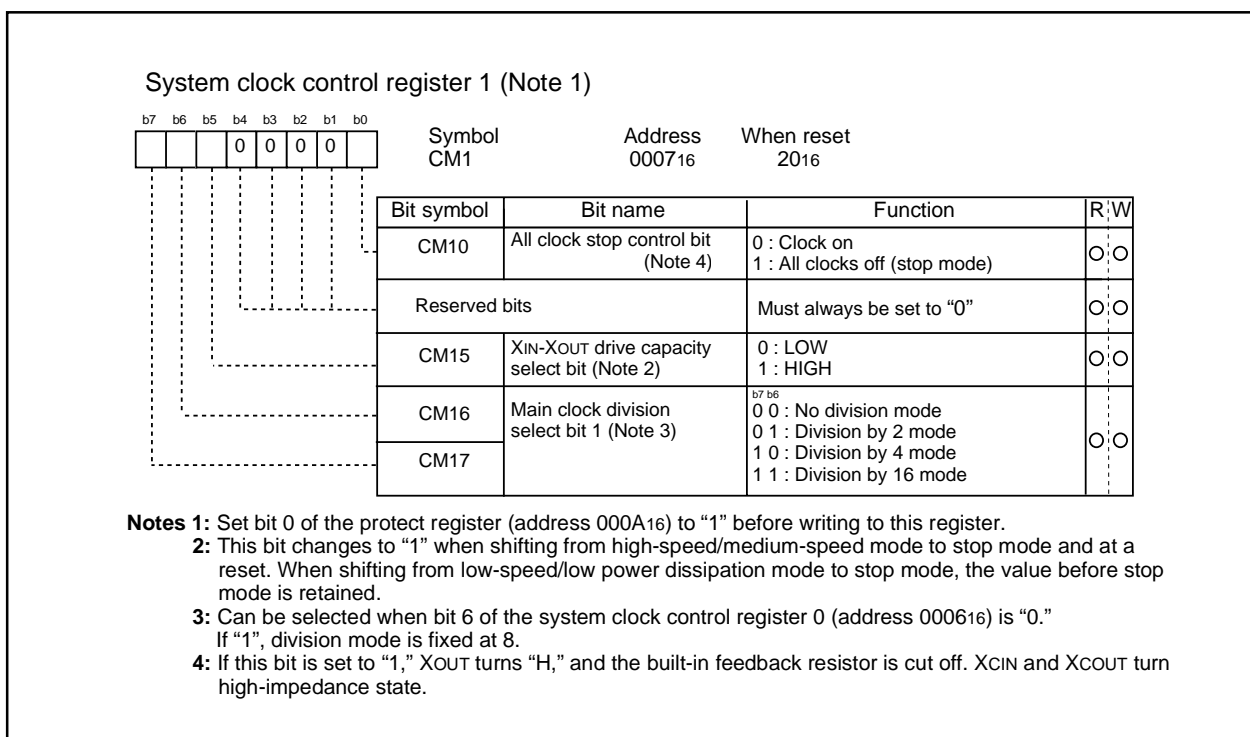 System clock control register 1 (Note 1)
b7 b6 b5 b4 b3 b2 b1 b0
0 0 0 0
Symbol Address When reset
CM1 000716 2016
Bit symbol Bit name Function R W
CM10 All clock stop control bit (Note 4) 0 : Clock on
1 : All clocks off (stop mode)
Reserved bits Must always be set to “0”
CM15 XIN-XOUT drive capacity select bit (Note 2) 0 : LOW
1 : HIGH
CM16 Main clock division select bit 1 (Note 3)
CM17
b7 b6
0 0 : No division mode
0 1 : Division by 2 mode
1 0 : Division by 4 mode
1 1 : Division by 16 mode
Notes 1: Set bit 0 of the protect register (address 000A16) to “1” before writing to this register.
2: This bit changes to “1” when shifting from high-speed/medium-speed mode to stop mode and at a
reset. When shifting from low-speed/low power dissipation mode to stop mode, the value before stop
mode is retained.
3: Can be selected when bit 6 of the system clock control register 0 (address 000616) is “0.”
If “1”, division mode is fixed at 8.
4: If this bit is set to “1,” XOUT turns “H,” and the built-in feedback resistor is cut off. XCIN and XCOUT turn
high-impedance state.